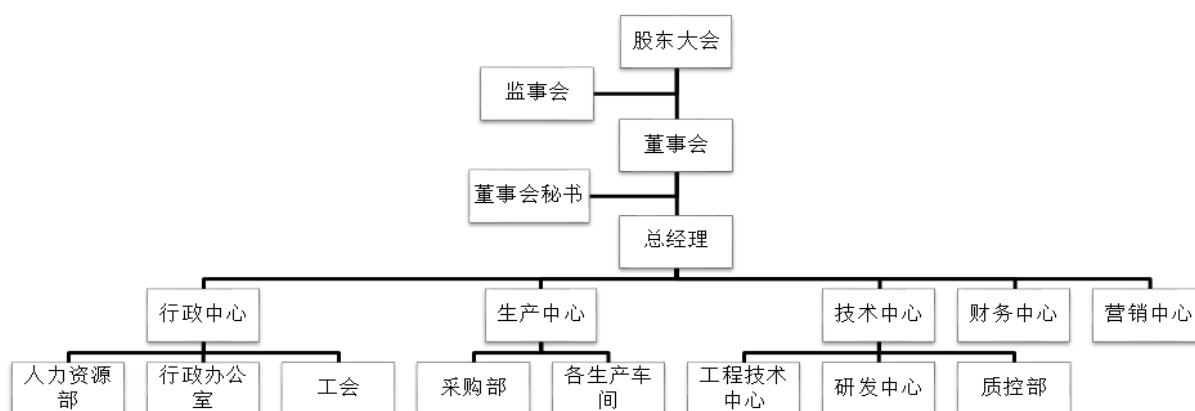 股东大会
监事会
董事会
董事会秘书
总经理
行政中心
生产中心
技术中心
财务中心
营销中心
人力资源
部
行政办公
室
工会
采购部
各生产车
间
工程技术
中心
研发中心
质控部